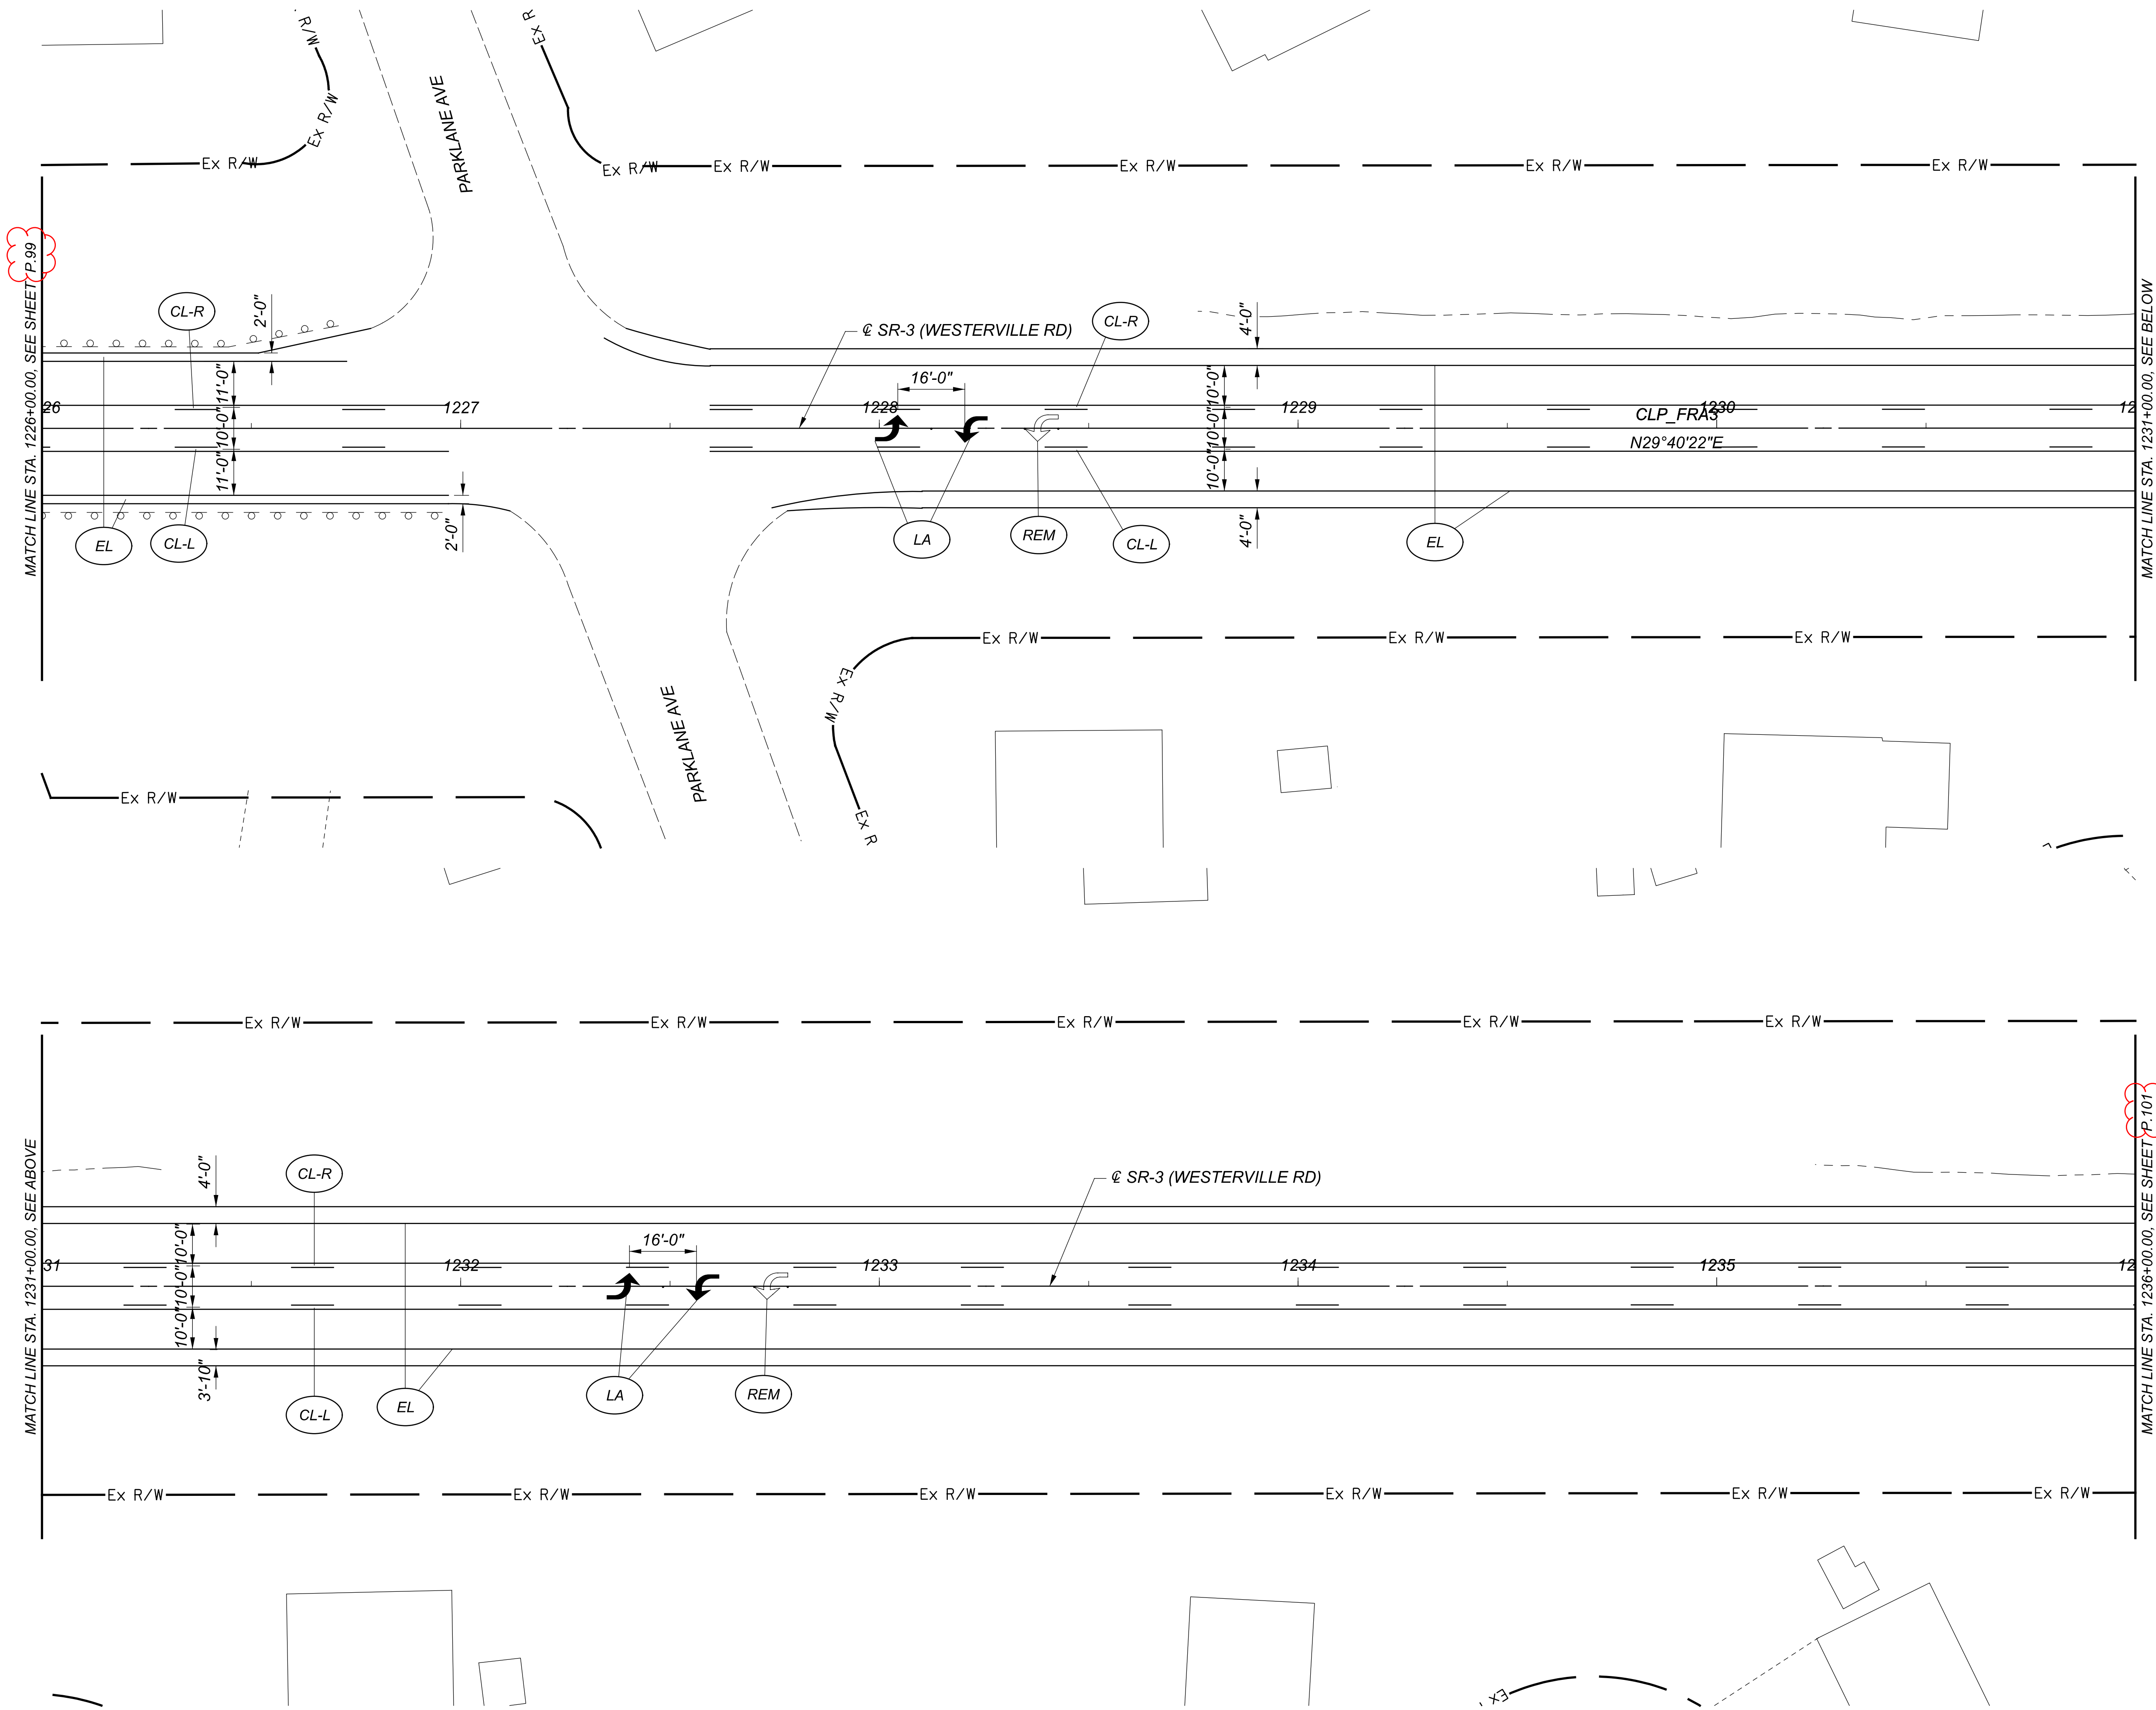 R/W
Ex R/W
Ex R/W
PARKLANE AVE
Ex R
Ex R/W
Ex R/W
Ex R/W
Ex R/W
Ex R/W
MATCH LINE STA. 1226+00.00, SEE SHEET P.99
MATCH LINE STA. 1231+00.00, SEE BELOW
CL-R
2'-0"
℄ SR-3 (WESTERVILLE RD)
CL-R
4'-0"
16'-0"
11'-0"
10'-0"
11'-0"
10'-0"
10'-0"
10'-0"
26
1227
1228
1229
CLP_FRA3
1230
12
N29°40'22"E
EL
CL-L
2'-0"
LA
REM
CL-L
4'-0"
EL
Ex R/W
Ex R/W
Ex R/W
Ex R/W
PARKLANE AVE
Ex R/W
Ex R
Ex R/W
Ex R/W
Ex R/W
Ex R/W
Ex R/W
MATCH LINE STA. 1231+00.00, SEE ABOVE
MATCH LINE STA. 1236+00.00, SEE SHEET P.101
4'-0"
CL-R
℄ SR-3 (WESTERVILLE RD)
16'-0"
10'-0"
10'-0"
10'-0"
31
1232
1233
1234
1235
12
3'-10"
CL-L
EL
LA
REM
Ex R/W
Ex R/W
Ex R/W
Ex R/W
Ex R/W
Ex R/W
Ex